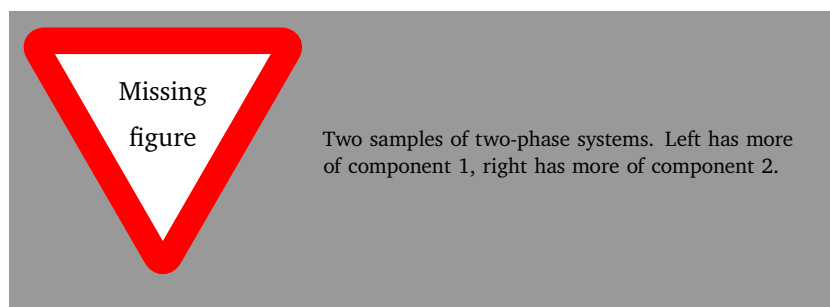 Missing
figure
Two samples of two-phase systems. Left has more
of component 1, right has more of component 2.